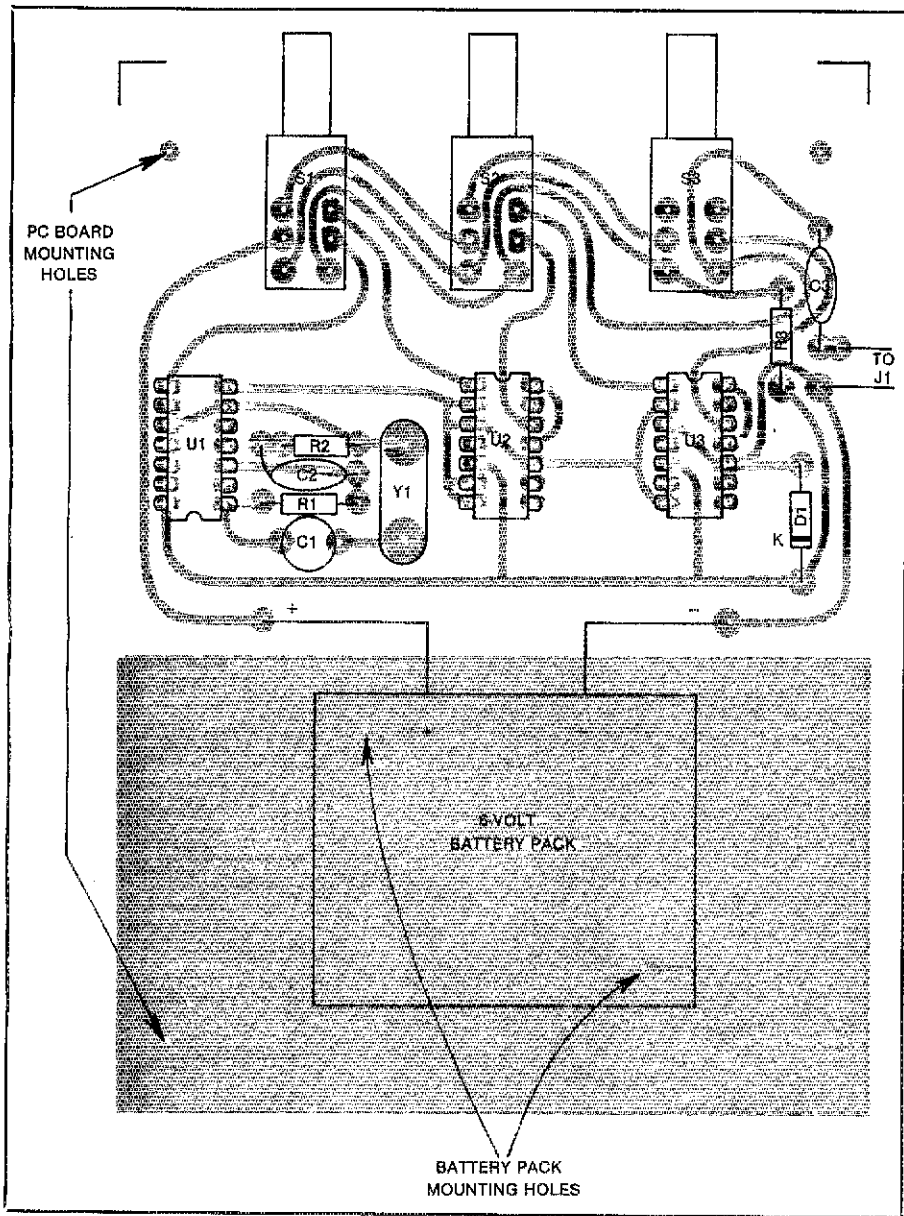 S1
S2
S3
PC BOARD
MOUNTING
HOLES
C3
R3
TO
J1
U1
U2
U3
R2
C2
Y1
R1
C1
D1
K
+
-
6-VOLT
BATTERY PACK
BATTERY PACK
MOUNTING HOLES